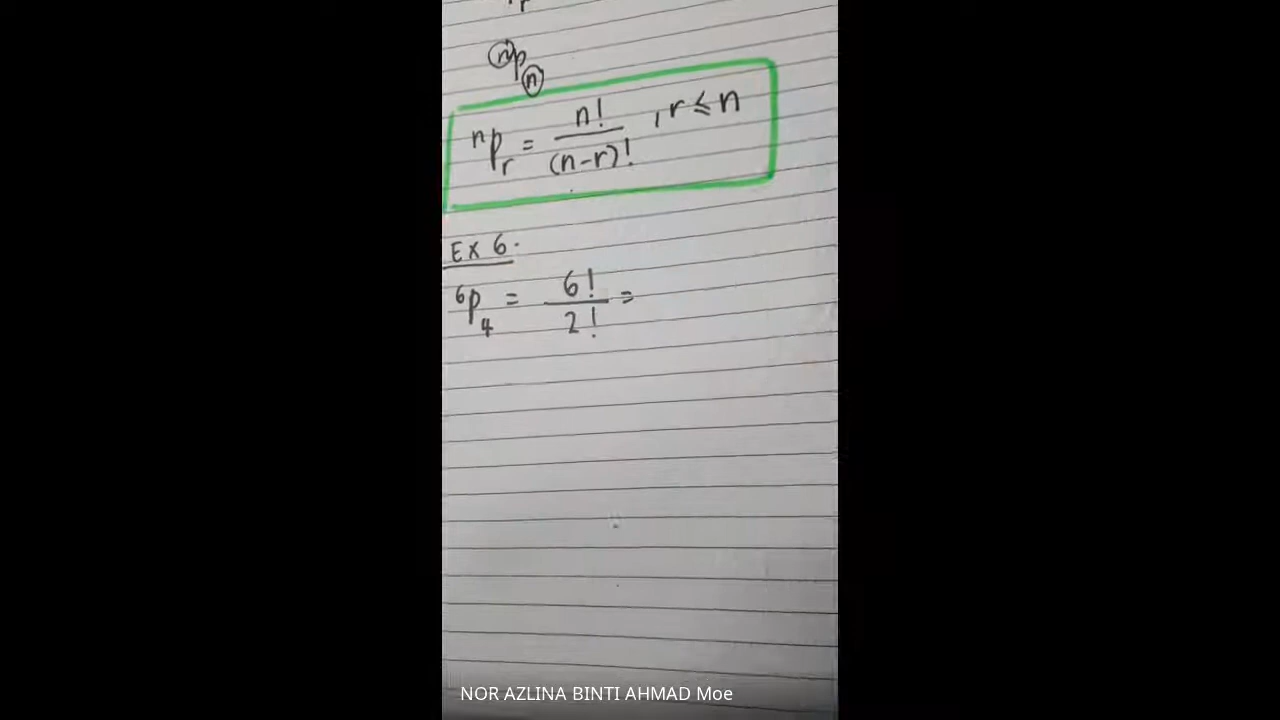 ⁿPₙ
ⁿPᵣ = n! / (n-r)! , r ≤ n
EX 6.
⁶P₄ = 6! / 2! =
NOR AZLINA BINTI AHMAD Moe